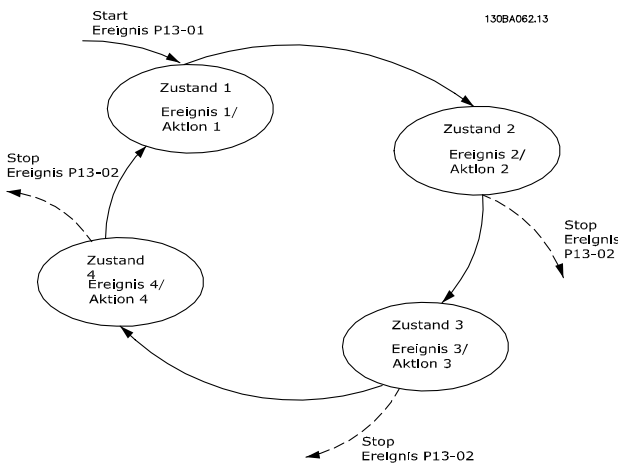 Start
Ereignis P13-01
130BA062.13
Zustand 1
Ereignis 1/
Aktion 1
Zustand 2
Ereignis 2/
Aktion 2
Stop
Ereignis P13-02
Stop
Ereignis
P13-02
Zustand
4
Ereignis 4/
Aktion 4
Zustand 3
Ereignis 3/
Aktion 3
Stop
Ereignis P13-02